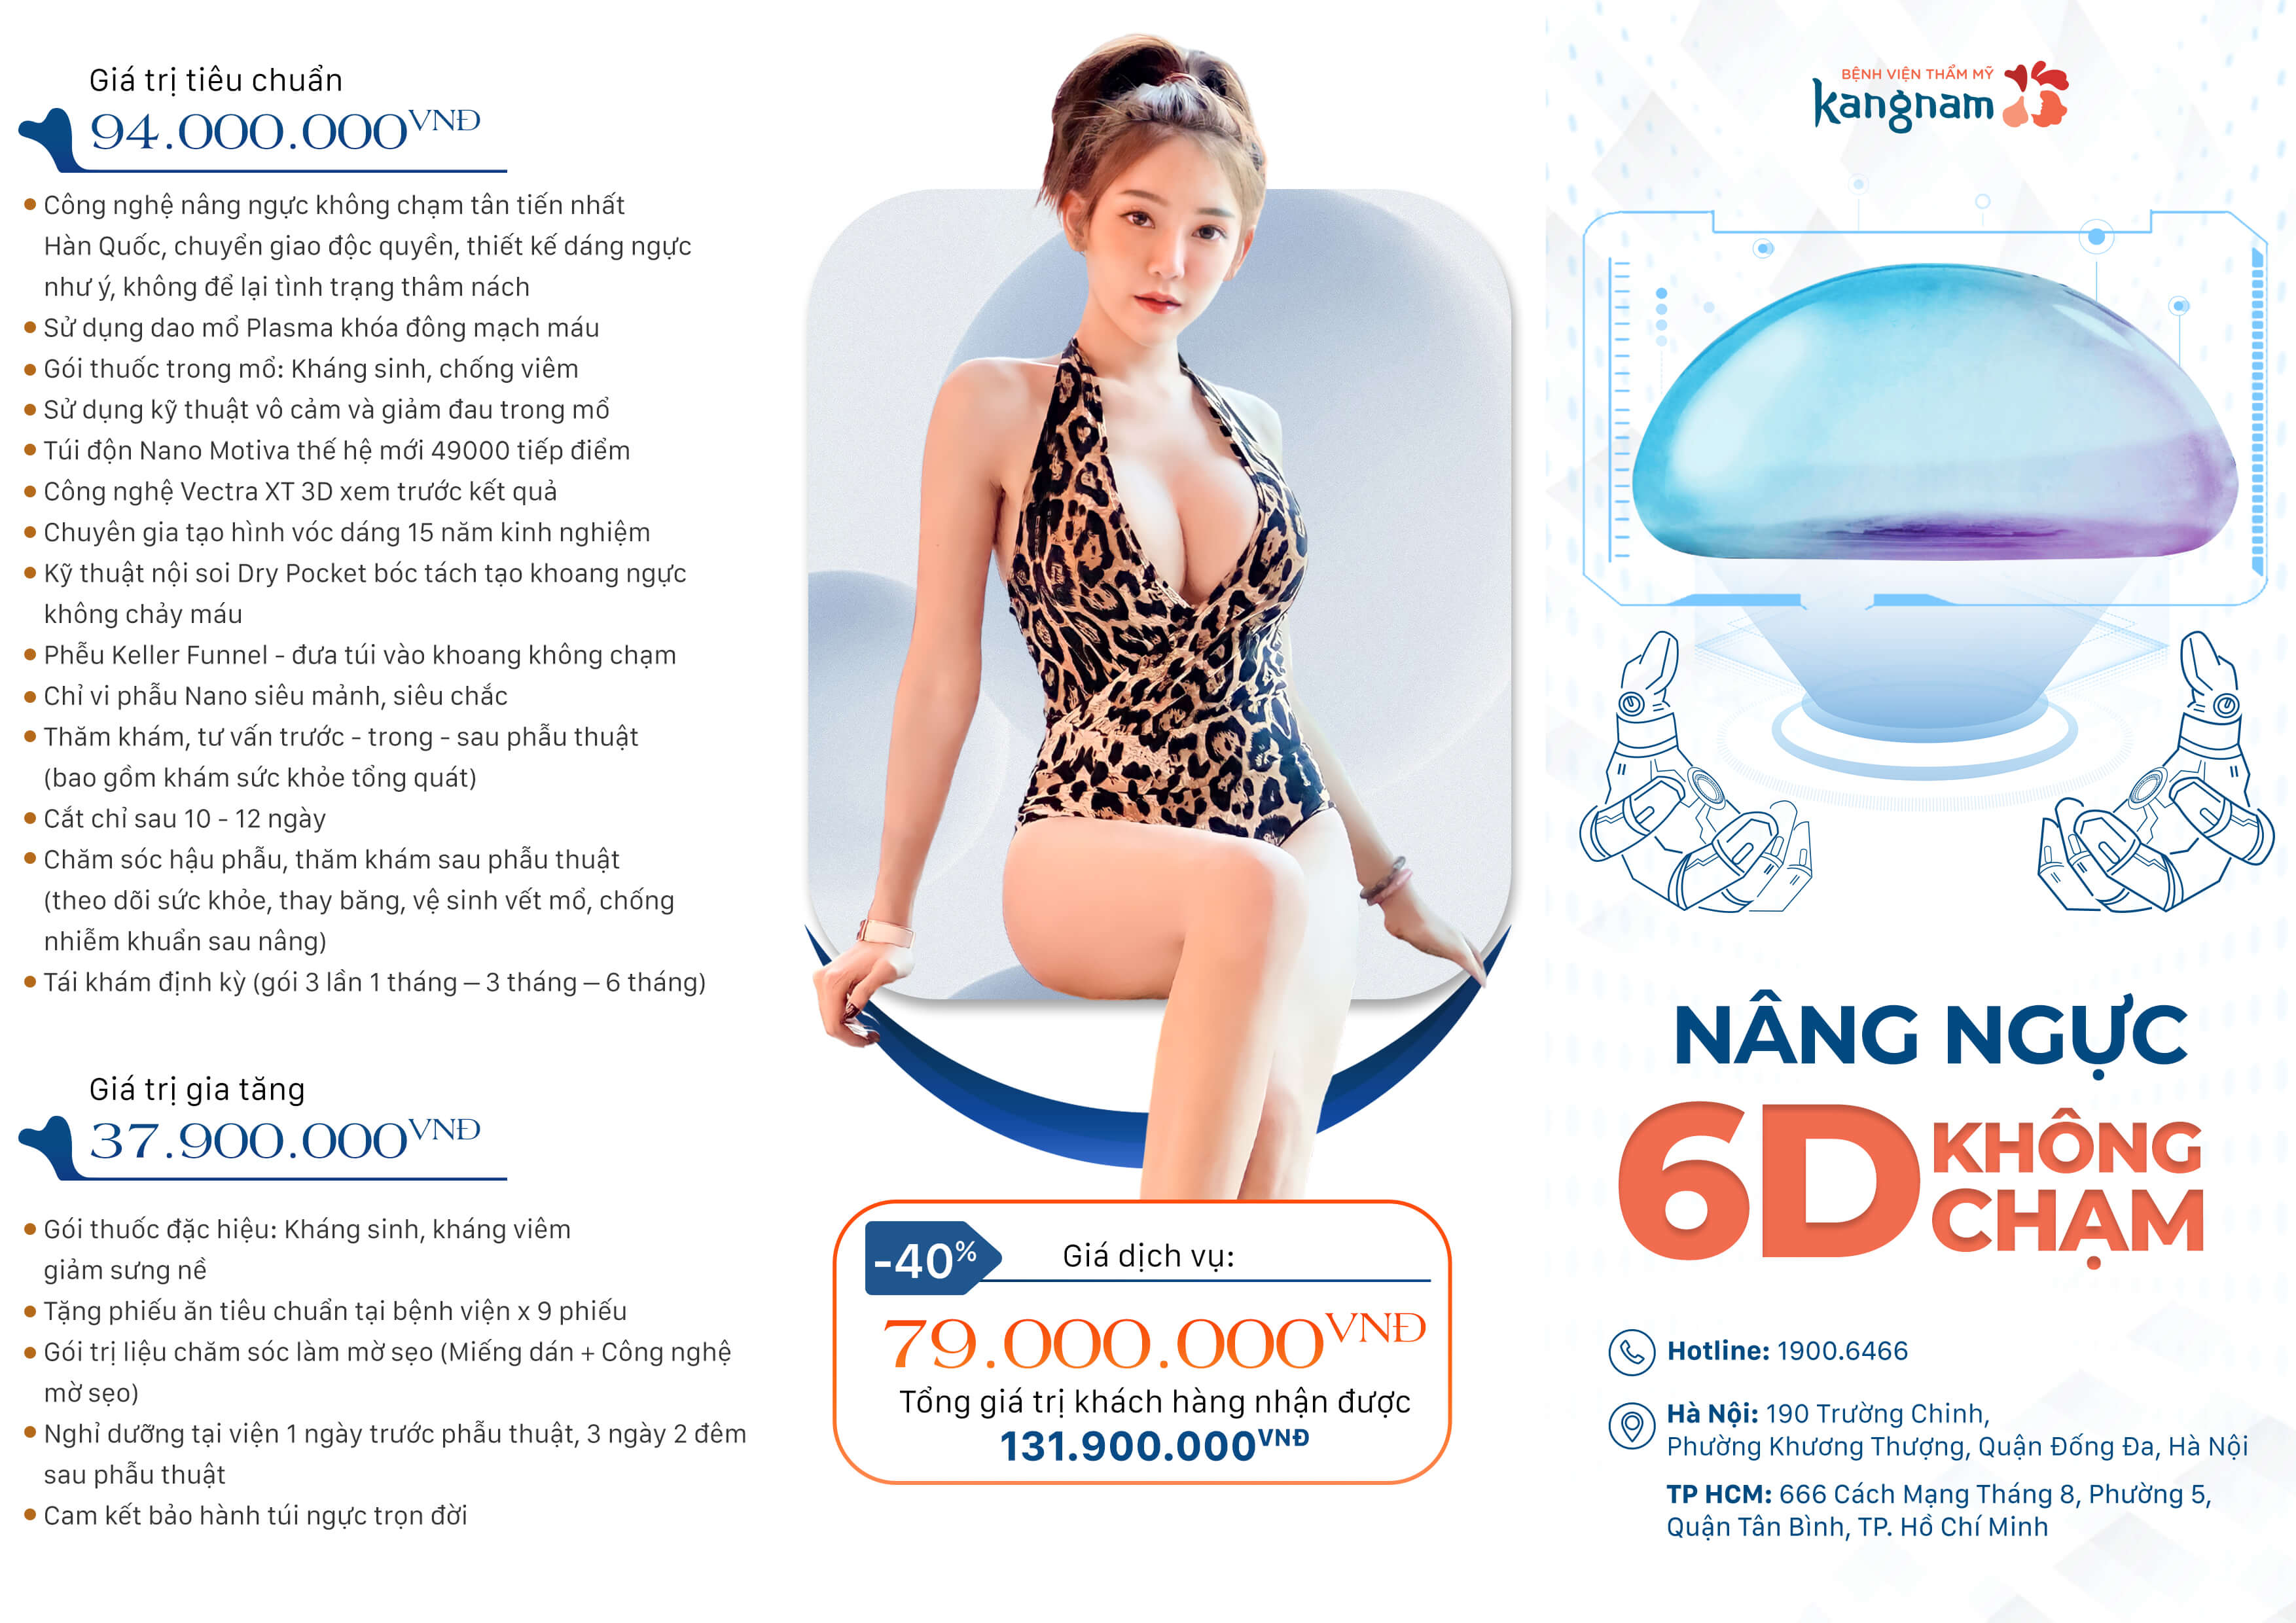 Giá trị tiêu chuẩn
94.000.000VNĐ
Công nghệ nâng ngực không chạm tân tiến nhất
Hàn Quốc, chuyển giao độc quyền, thiết kế dáng ngực
như ý, không để lại tình trạng thâm nách
Sử dụng dao mổ Plasma khóa đông mạch máu
Gói thuốc trong mổ: Kháng sinh, chống viêm
Sử dụng kỹ thuật vô cảm và giảm đau trong mổ
Túi độn Nano Motiva thế hệ mới 49000 tiếp điểm
Công nghệ Vectra XT 3D xem trước kết quả
Chuyên gia tạo hình vóc dáng 15 năm kinh nghiệm
Kỹ thuật nội soi Dry Pocket bóc tách tạo khoang ngực
không chảy máu
Phễu Keller Funnel - đưa túi vào khoang không chạm
Chỉ vi phẫu Nano siêu mảnh, siêu chắc
Thăm khám, tư vấn trước - trong - sau phẫu thuật
(bao gồm khám sức khỏe tổng quát)
Cắt chỉ sau 10 - 12 ngày
Chăm sóc hậu phẫu, thăm khám sau phẫu thuật
(theo dõi sức khỏe, thay băng, vệ sinh vết mổ, chống
nhiễm khuẩn sau nâng)
Tái khám định kỳ (gói 3 lần 1 tháng – 3 tháng – 6 tháng)
Giá trị gia tăng
37.900.000VNĐ
Gói thuốc đặc hiệu: Kháng sinh, kháng viêm
giảm sưng nề
Tặng phiếu ăn tiêu chuẩn tại bệnh viện x 9 phiếu
Gói trị liệu chăm sóc làm mờ sẹo (Miếng dán + Công nghệ
mờ sẹo)
Nghỉ dưỡng tại viện 1 ngày trước phẫu thuật, 3 ngày 2 đêm
sau phẫu thuật
Cam kết bảo hành túi ngực trọn đời
-40%
Giá dịch vụ:
79.000.000VNĐ
Tổng giá trị khách hàng nhận được
131.900.000VNĐ
BỆNH VIỆN THẨM MỸ
kangnam
NÂNG NGỰC
6D KHÔNG
CHẠM
Hotline: 1900.6466
Hà Nội: 190 Trường Chinh,
Phường Khương Thượng, Quận Đống Đa, Hà Nội
TP HCM: 666 Cách Mạng Tháng 8, Phường 5,
Quận Tân Bình, TP. Hồ Chí Minh